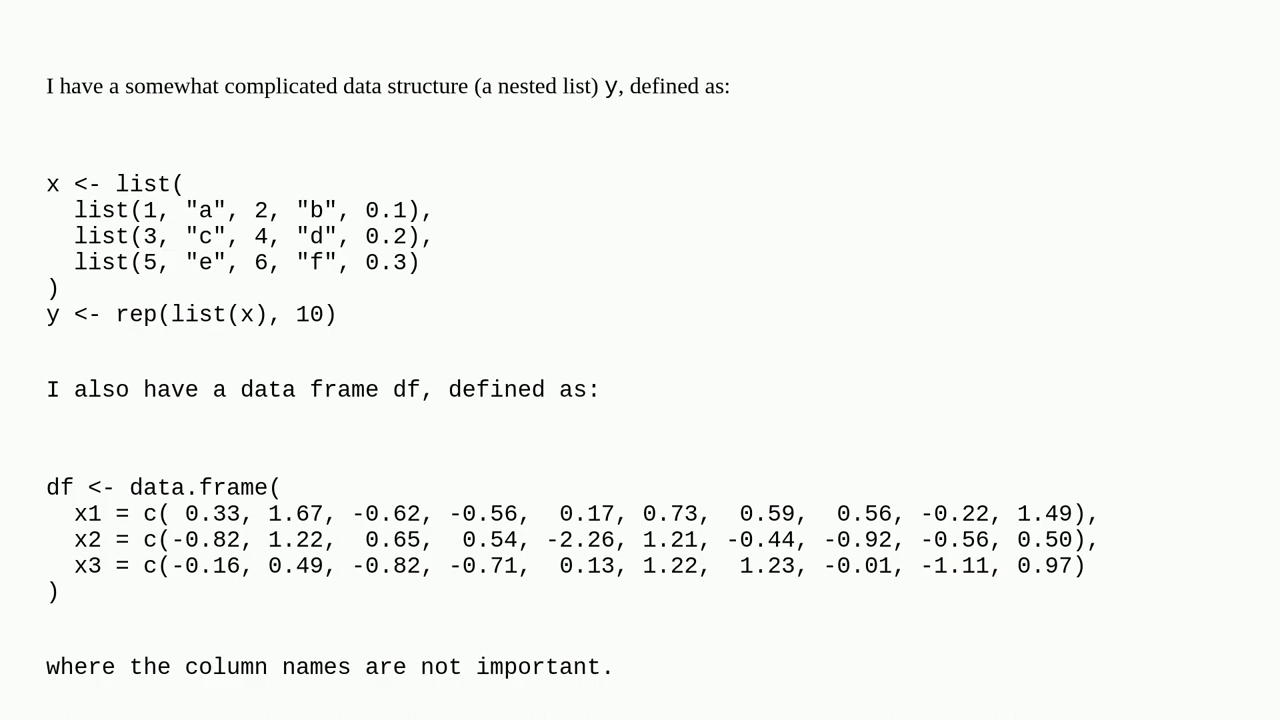 I have a somewhat complicated data structure (a nested list) y, defined as:
x <- list(
  list(1, "a", 2, "b", 0.1),
  list(3, "c", 4, "d", 0.2),
  list(5, "e", 6, "f", 0.3)
)
y <- rep(list(x), 10)
I also have a data frame df, defined as:
df <- data.frame(
  x1 = c( 0.33, 1.67, -0.62, -0.56,  0.17, 0.73,  0.59,  0.56, -0.22, 1.49),
  x2 = c(-0.82, 1.22,  0.65,  0.54, -2.26, 1.21, -0.44, -0.92, -0.56, 0.50),
  x3 = c(-0.16, 0.49, -0.82, -0.71,  0.13, 1.22,  1.23, -0.01, -1.11, 0.97)
)
where the column names are not important.